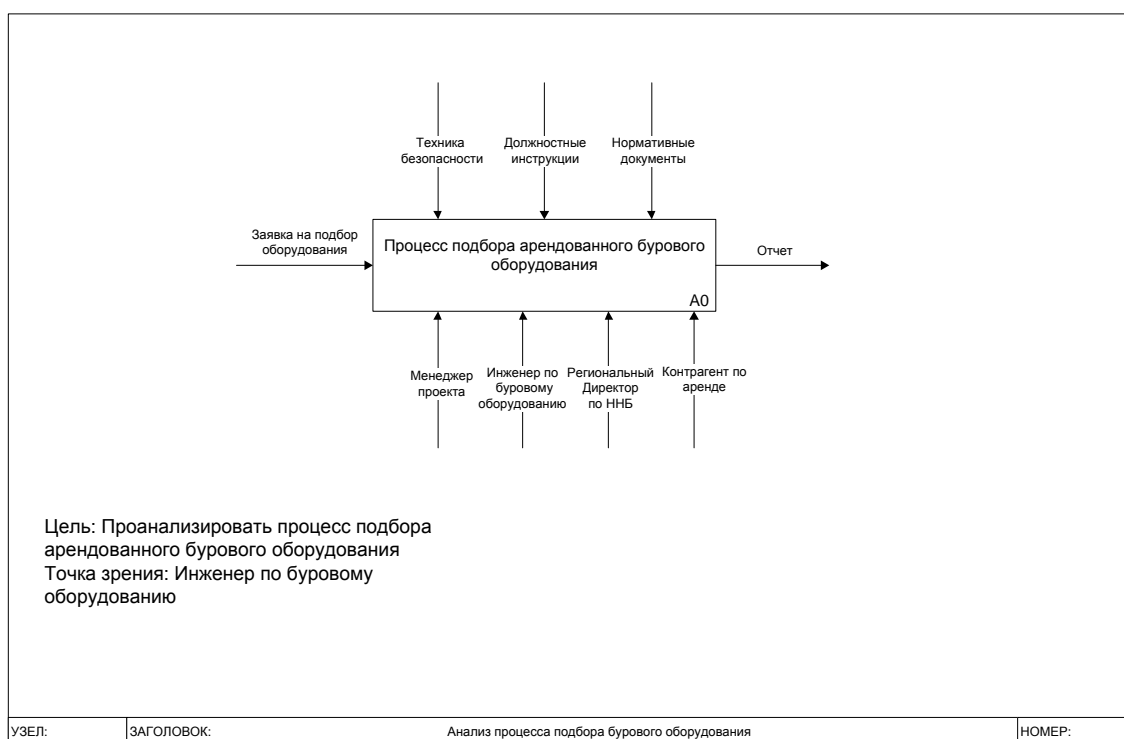 Техника
безопасности
Должностные
инструкции
Нормативные
документы
Заявка на подбор
оборудования
Процесс подбора арендованного бурового
оборудования
A0
Отчет
Менеджер
проекта
Инженер по
буровому
оборудованию
Региональный
Директор
по ННБ
Контрагент по
аренде
Цель: Проанализировать процесс подбора
арендованного бурового оборудования
Точка зрения: Инженер по буровому
оборудованию
УЗЕЛ:
ЗАГОЛОВОК:
Анализ процесса подбора бурового оборудования
НОМЕР: